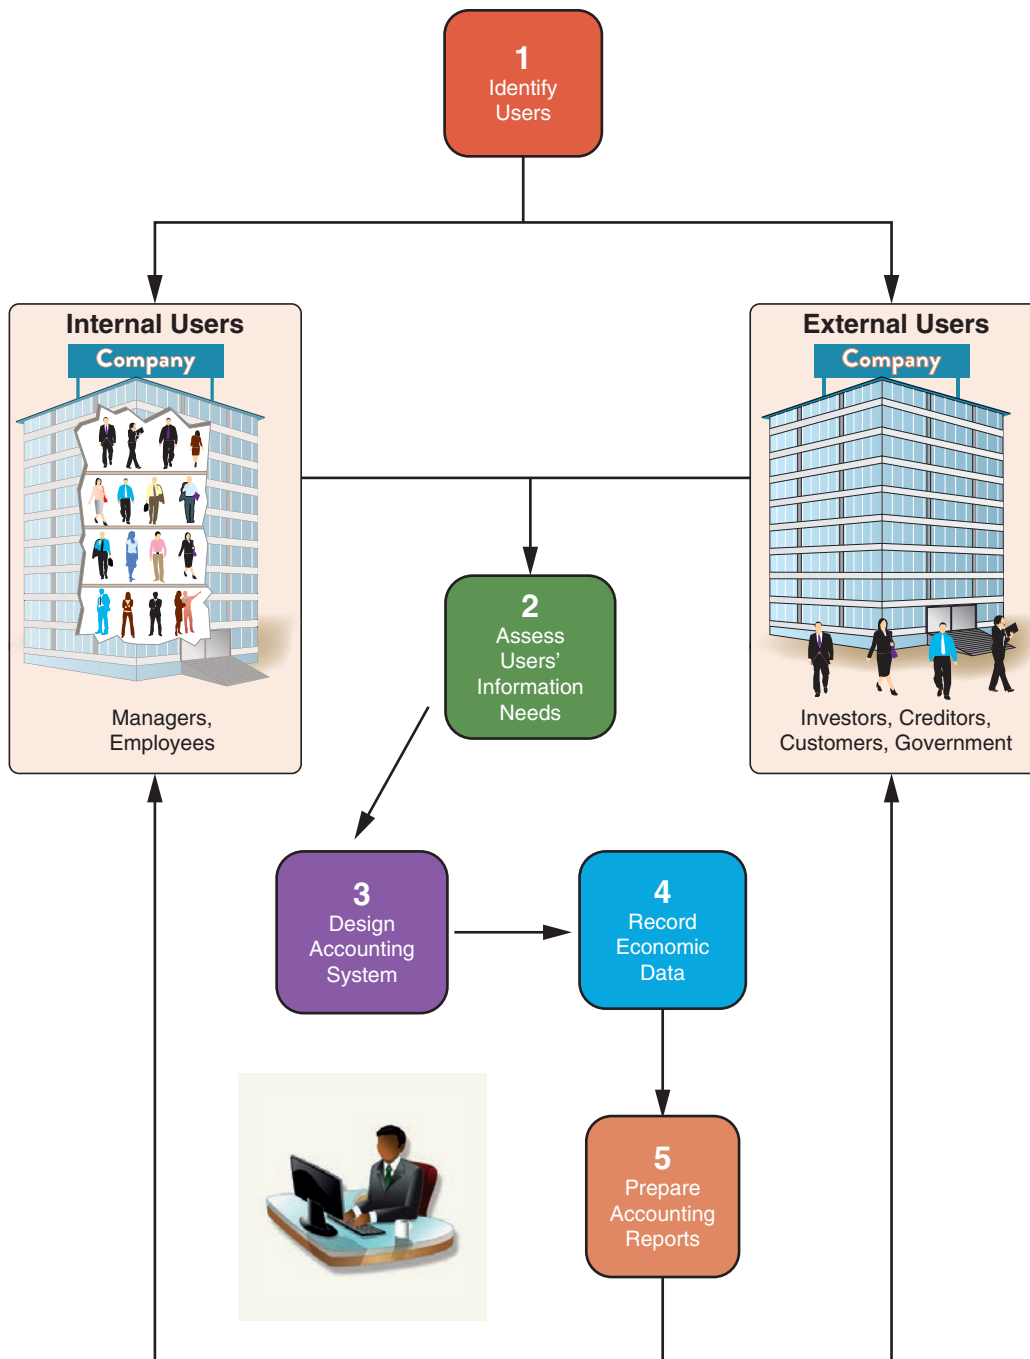 1
Identify
Users
Internal Users
Company
Managers,
Employees
External Users
Company
Investors, Creditors,
Customers, Government
2
Assess
Users’
Information
Needs
3
Design
Accounting
System
4
Record
Economic
Data
5
Prepare
Accounting
Reports